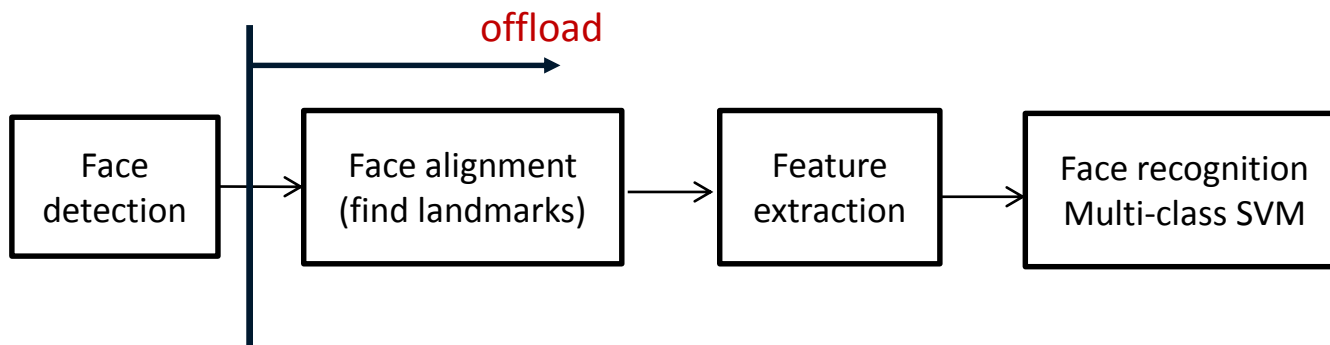 offload
Face
detection
Face alignment
(find landmarks)
Feature
extraction
Face recognition
Multi-class SVM